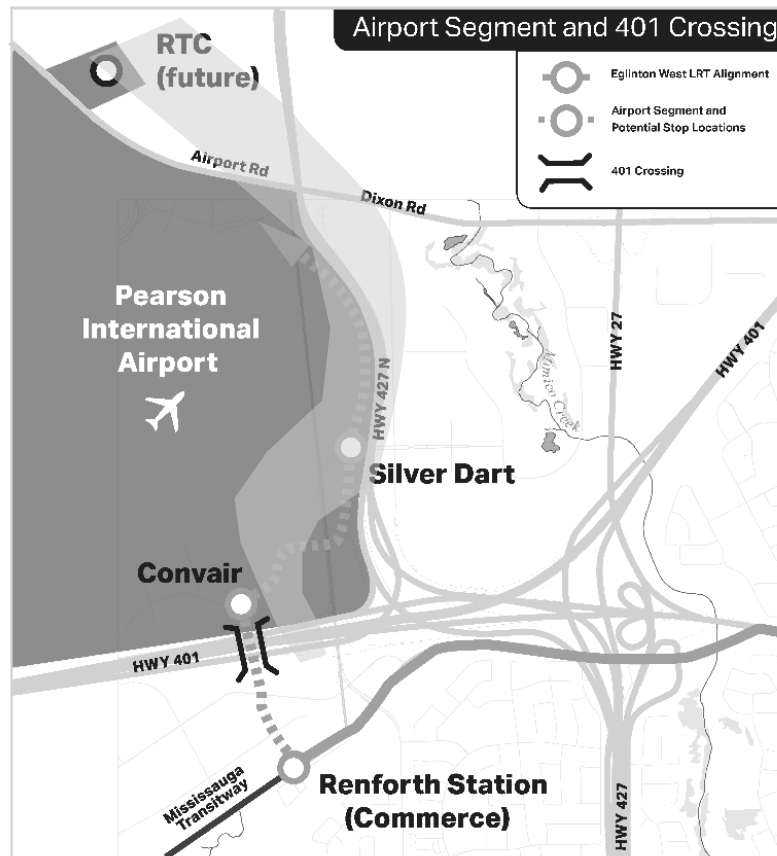 Airport Segment and 401 Crossing
Eglinton West LRT Alignment
Airport Segment and
Potential Stop Locations
401 Crossing
RTC
(future)
Airport Rd
Dixon Rd
Pearson
International
Airport
HWY 427 N
Mimico Creek
HWY 27
HWY 401
Silver Dart
Convair
HWY 401
Renforth Station
(Commerce)
Mississauga
Transitway
HWY 427